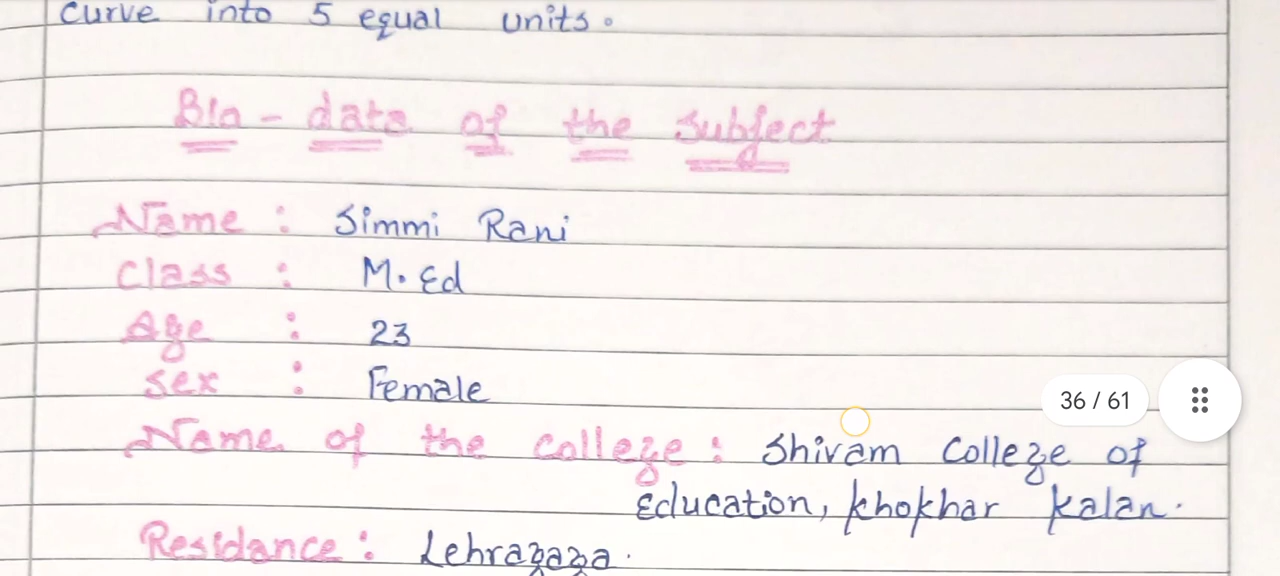 Curve into 5 equal units.
Bio-data of the subject
Name : Simmi Rani
Class : M.Ed
Age : 23
Sex : Female
36 / 61
Name of the college : Shivam College of
Education, Khokhar Kalan.
Residance : Lehragaga.